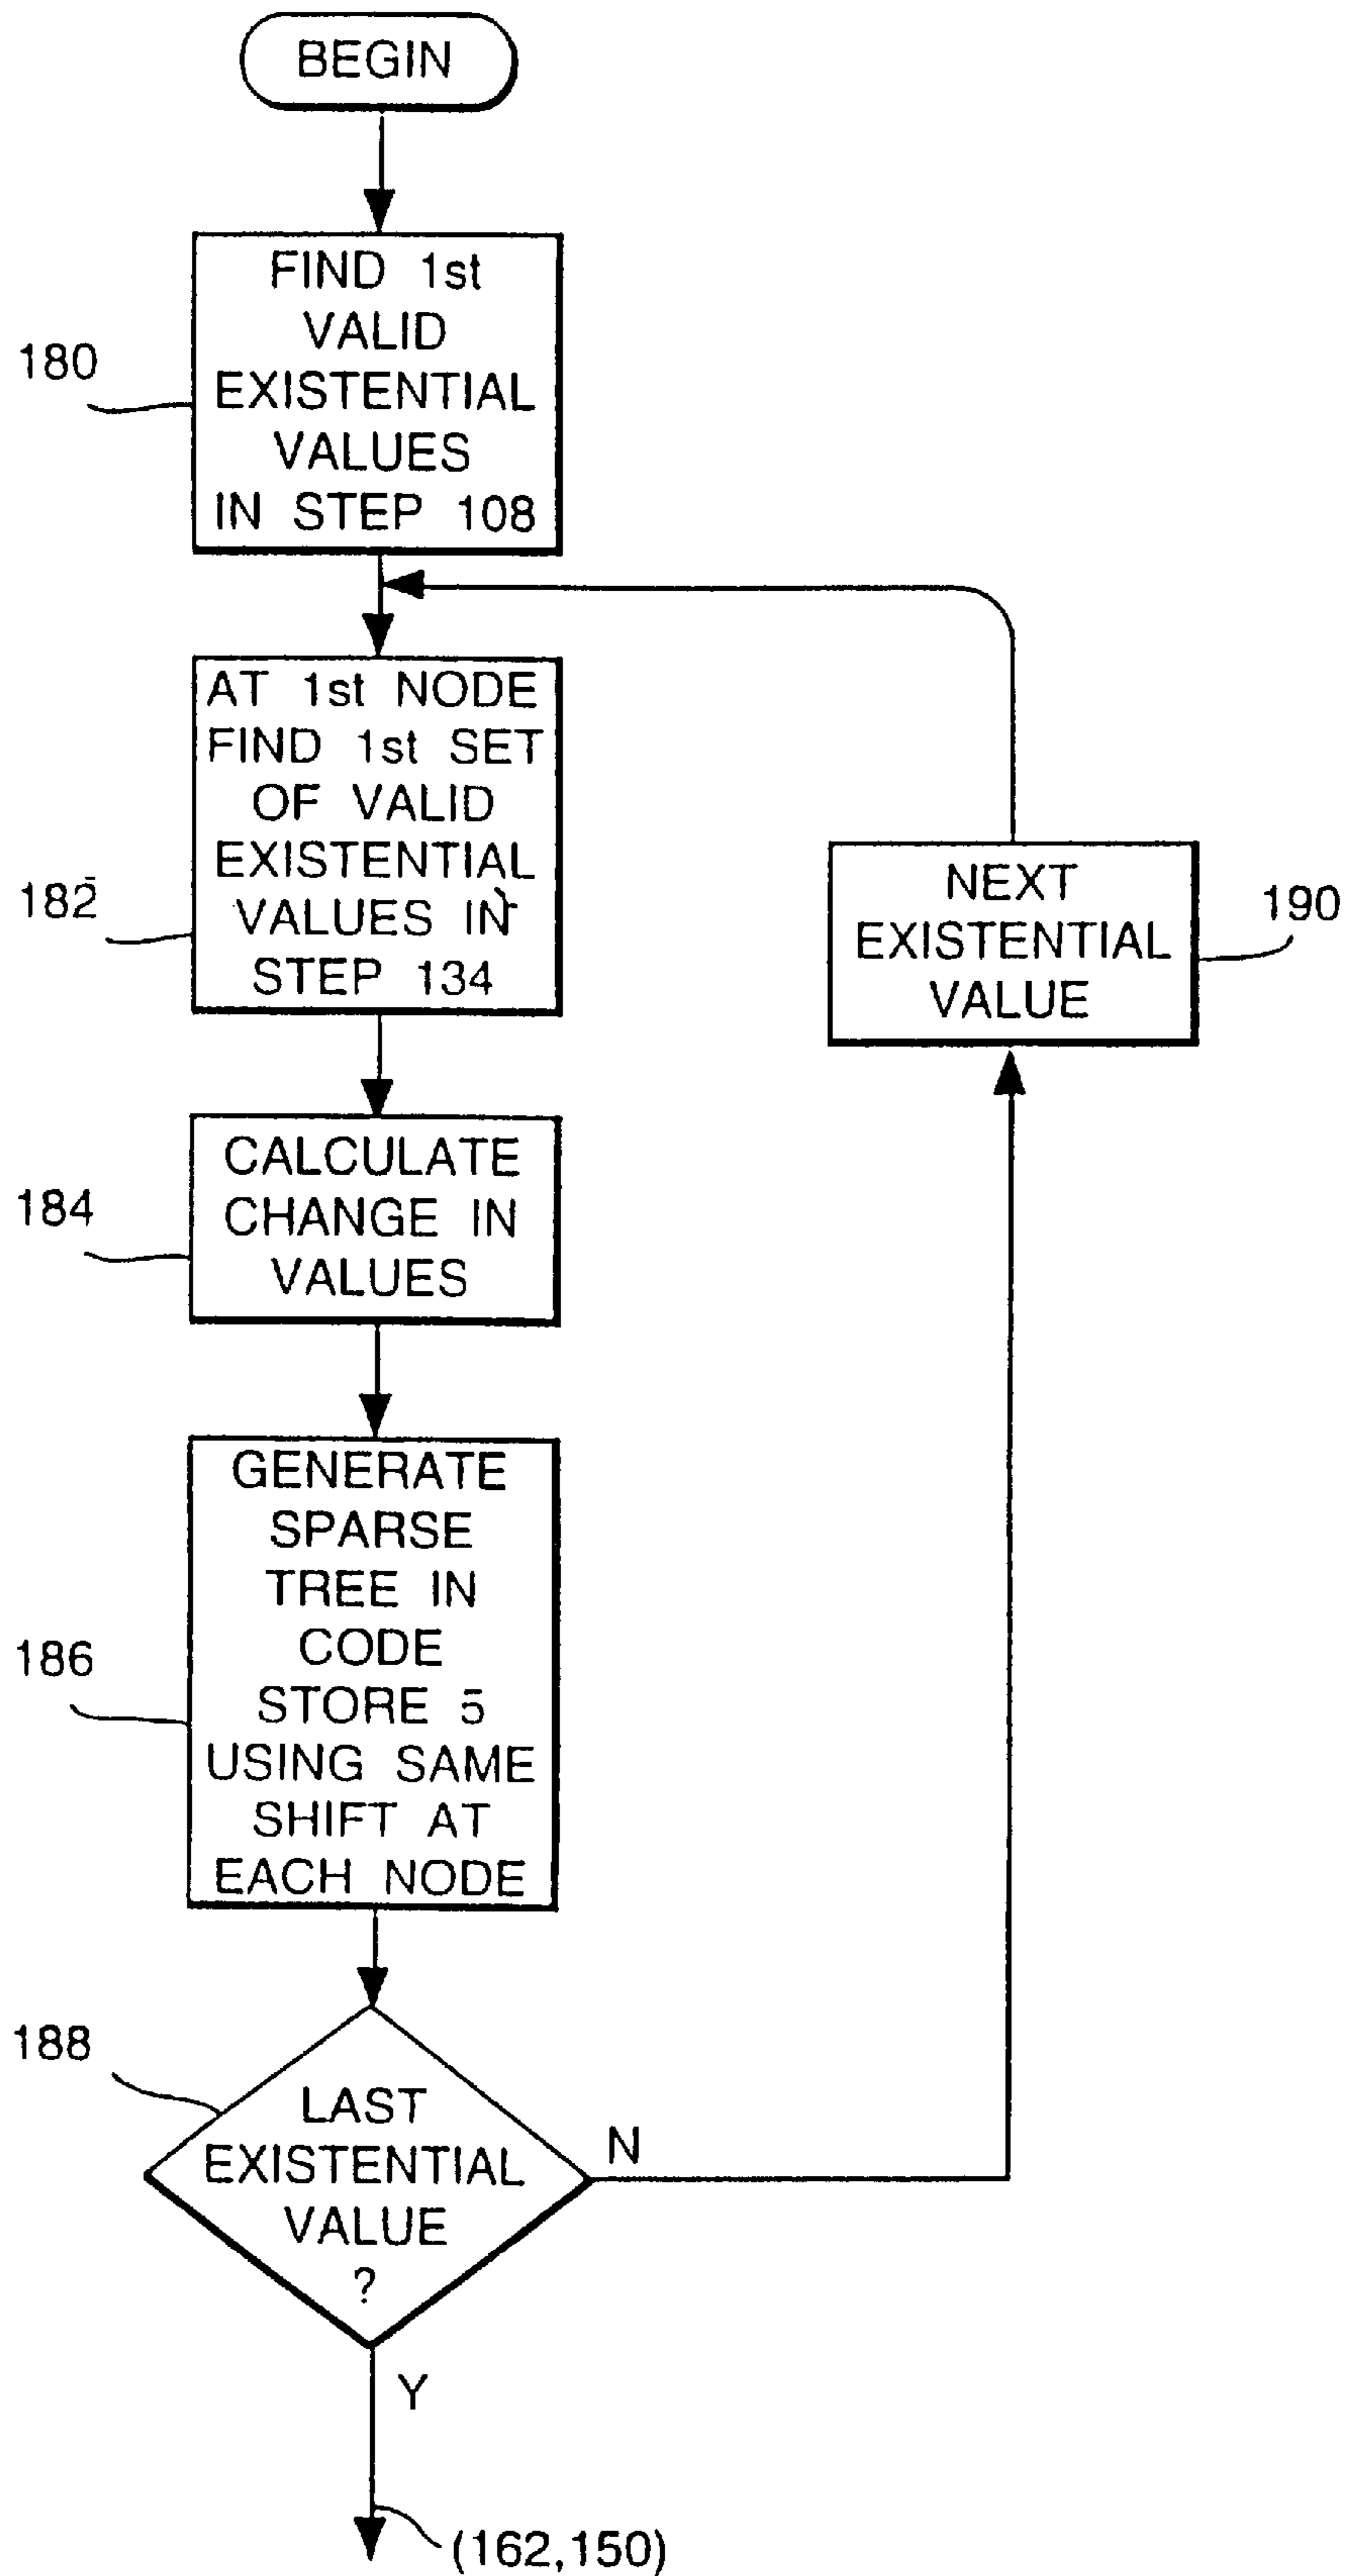 BEGIN
FIND 1st
VALID
EXISTENTIAL
VALUES
IN STEP 108
180
AT 1st NODE
FIND 1st SET
OF VALID
EXISTENTIAL
VALUES IN
STEP 134
182
NEXT
EXISTENTIAL
VALUE
190
CALCULATE
CHANGE IN
VALUES
184
GENERATE
SPARSE
TREE IN
CODE
STORE 5
USING SAME
SHIFT AT
EACH NODE
186
188
LAST
EXISTENTIAL
VALUE
?
N
Y
(162,150)